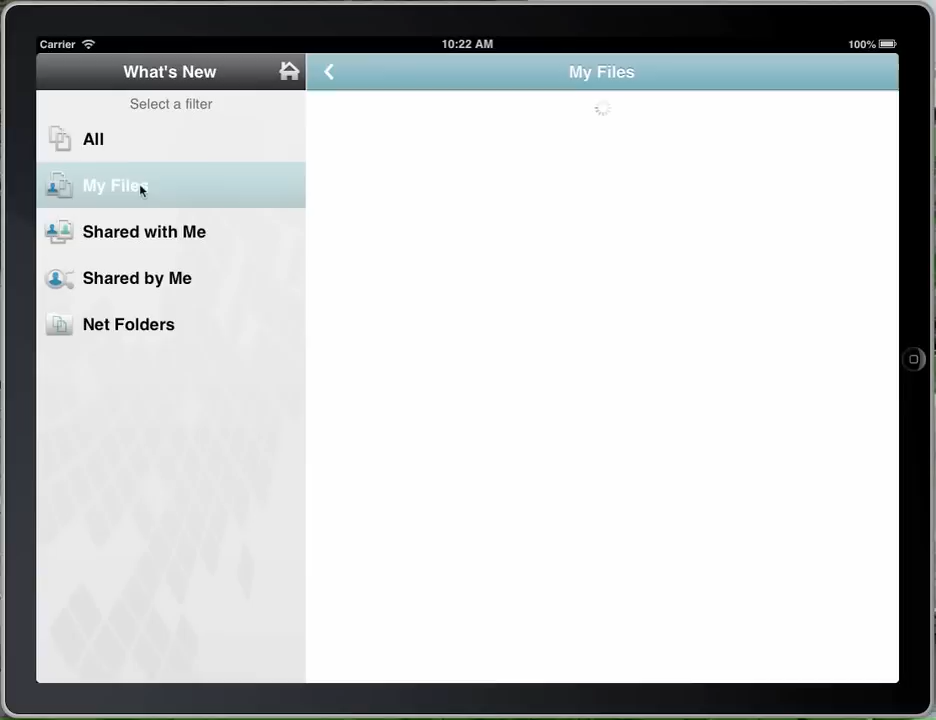 Carrier
10:22 AM
100%
What's New
My Files
Select a filter
All
My Files
Shared with Me
Shared by Me
Net Folders